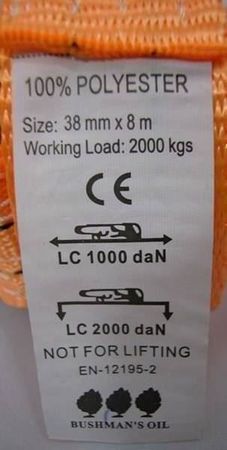 100% POLYESTER
Size: 38 mm x 8 m
Working Load: 2000 kgs
CE
LC 1000 daN
LC 2000 daN
NOT FOR LIFTING
EN-12195-2
BUSHMAN'S OIL